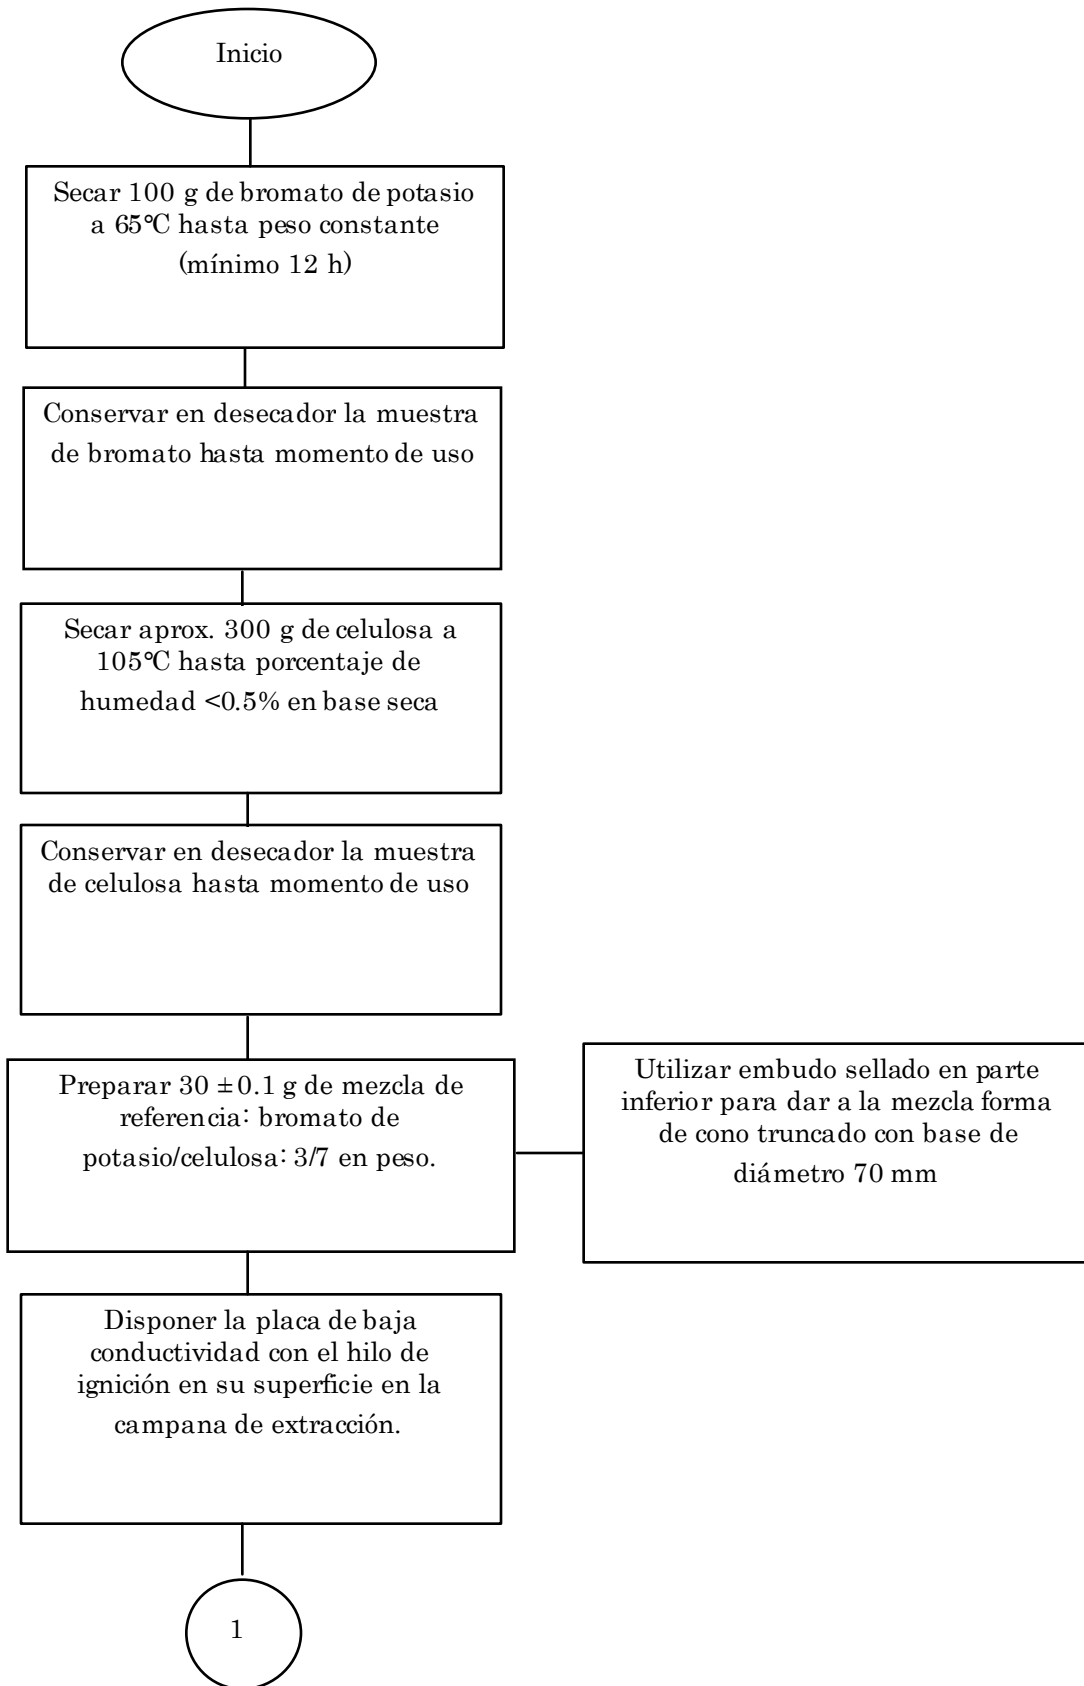 Inicio
Secar 100 g de bromato de potasio
a 65°C hasta peso constante
(mínimo 12 h)
Conservar en desecador la muestra
de bromato hasta momento de uso
Secar aprox. 300 g de celulosa a
105°C hasta porcentaje de
humedad <0.5% en base seca
Conservar en desecador la muestra
de celulosa hasta momento de uso
Preparar 30 ±0.1 g de mezcla de
referencia: bromato de
potasio/celulosa: 3/7 en peso.
Utilizar embudo sellado en parte
inferior para dar a la mezcla forma
de cono truncado con base de
diámetro 70 mm
Disponer la placa de baja
conductividad con el hilo de
ignición en su superficie en la
campana de extracción.
1